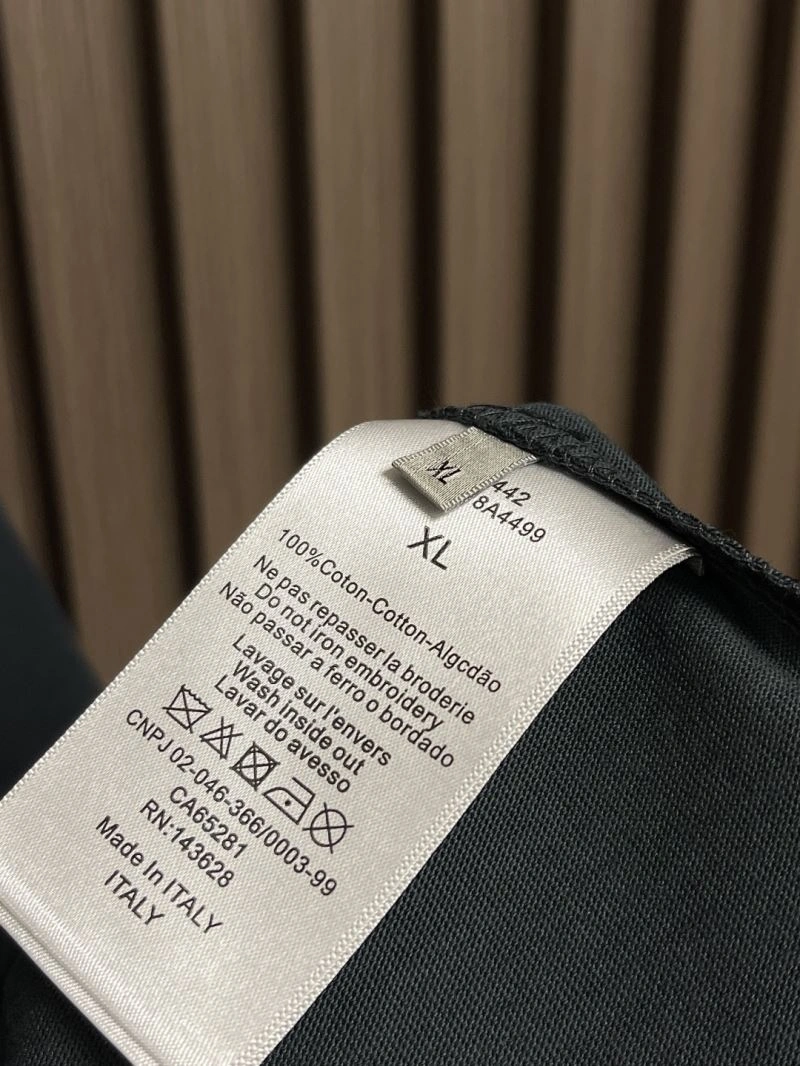 XL
442
8A4499
XL
100%Coton-Cotton-Algcdão
Ne pas repasser la broderie
Do not iron embroidery
Não passar a ferro o bordado
Lavage sur l'envers
Wash inside out
Lavar do avesso
CNPJ 02-046-366/0003-99
CA65281
RN:143628
Made In ITALY
ITALY